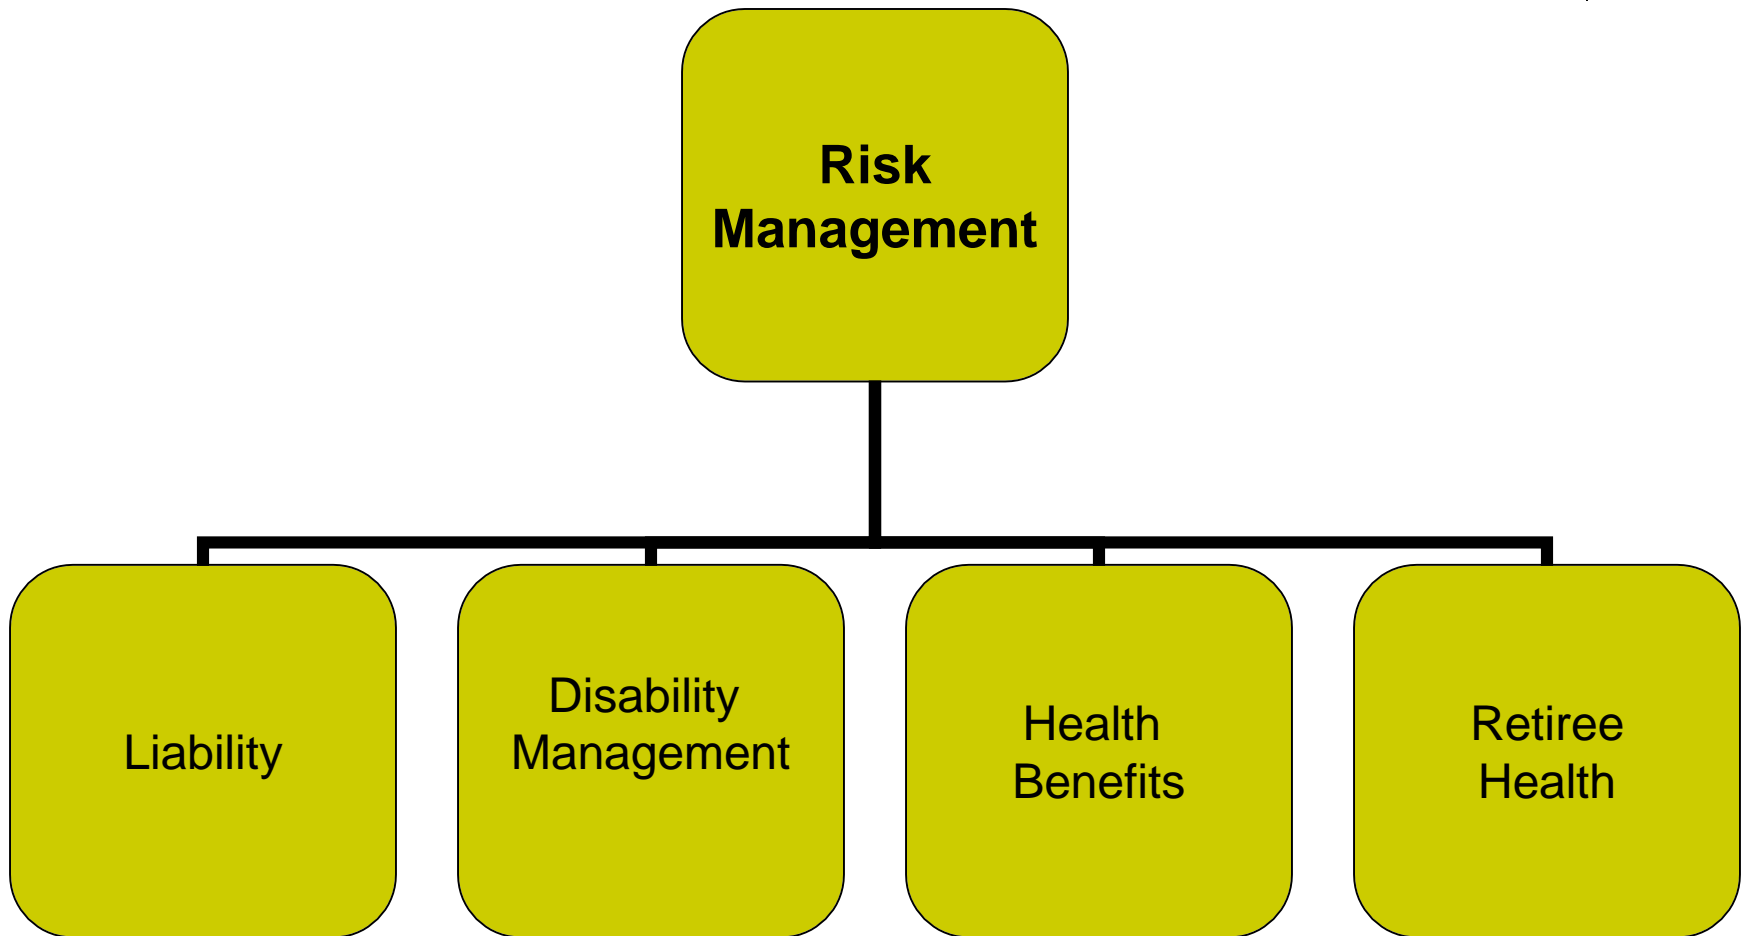 Risk
Management
Liability
Disability
Management
Health
Benefits
Retiree
Health